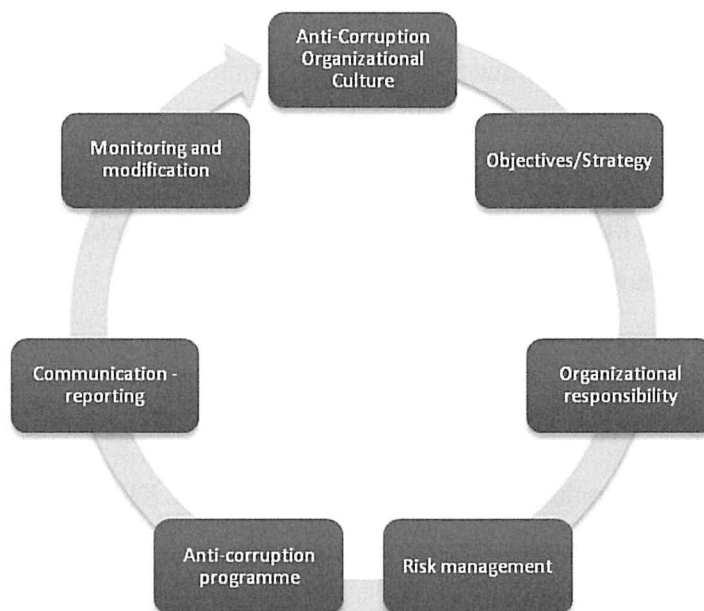 Anti-Corruption
Organizational
Culture
Objectives/Strategy
Organizational
responsibility
Risk management
Anti-corruption
programme
Communication -
reporting
Monitoring and
modification